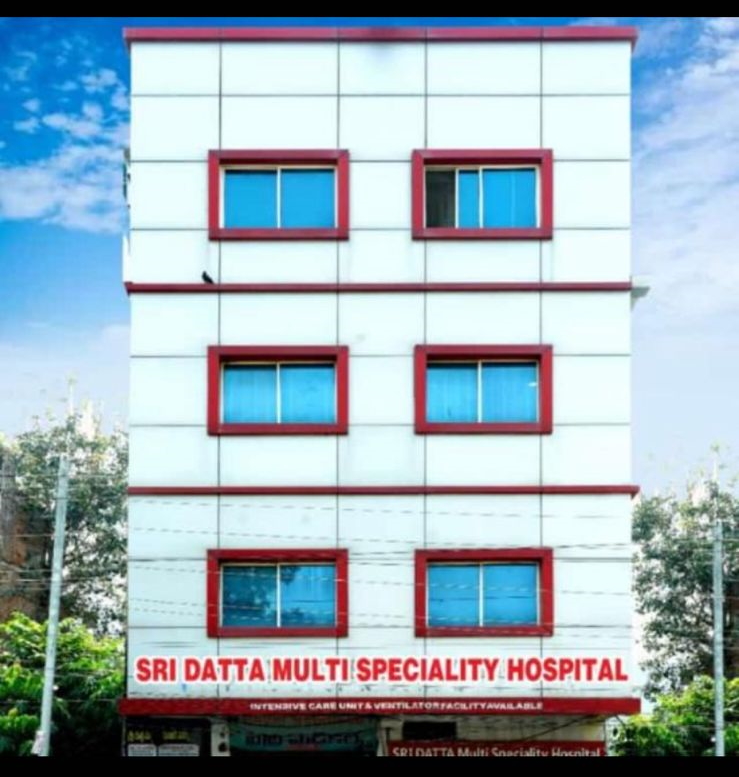 SRI DATTA MULTI SPECIALITY HOSPITAL
INTENSIVE CARE UNIT & VENTILATOR FACILITY AVAILABLE
SRI DATTA Multi Speciality Hospital